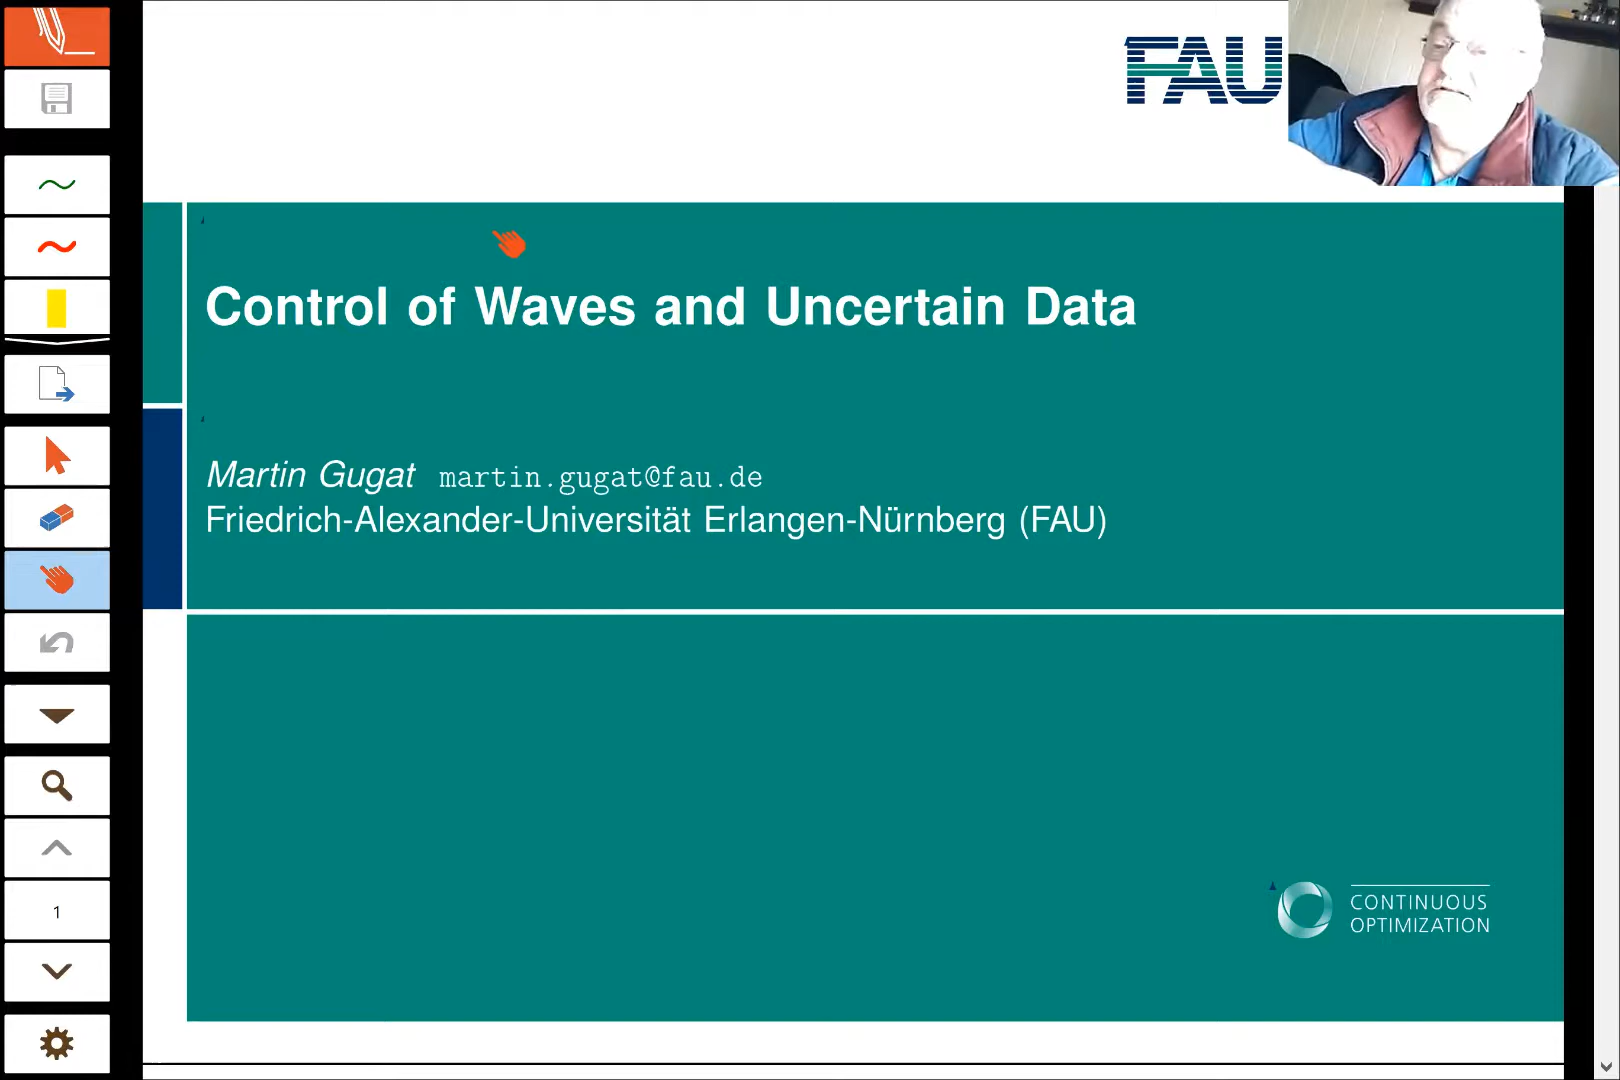 FAU
Control of Waves and Uncertain Data
Martin Gugat martin.gugat@fau.de
Friedrich-Alexander-Universität Erlangen-Nürnberg (FAU)
CONTINUOUS
OPTIMIZATION
1